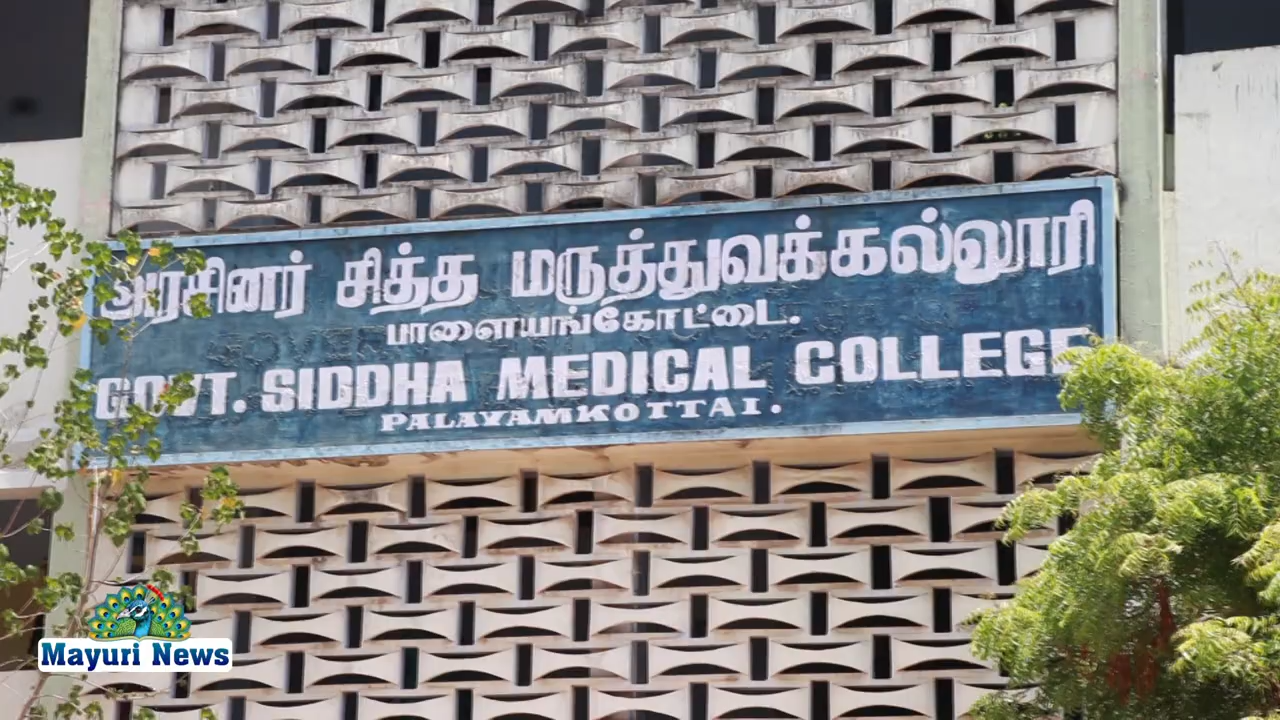 அரசினர் சித்த மருத்துவக்கல்லூரி
பாளையங்கோட்டை.
GOVT. SIDDHA MEDICAL COLLEGE
PALAYAMKOTTAI.
Mayuri News